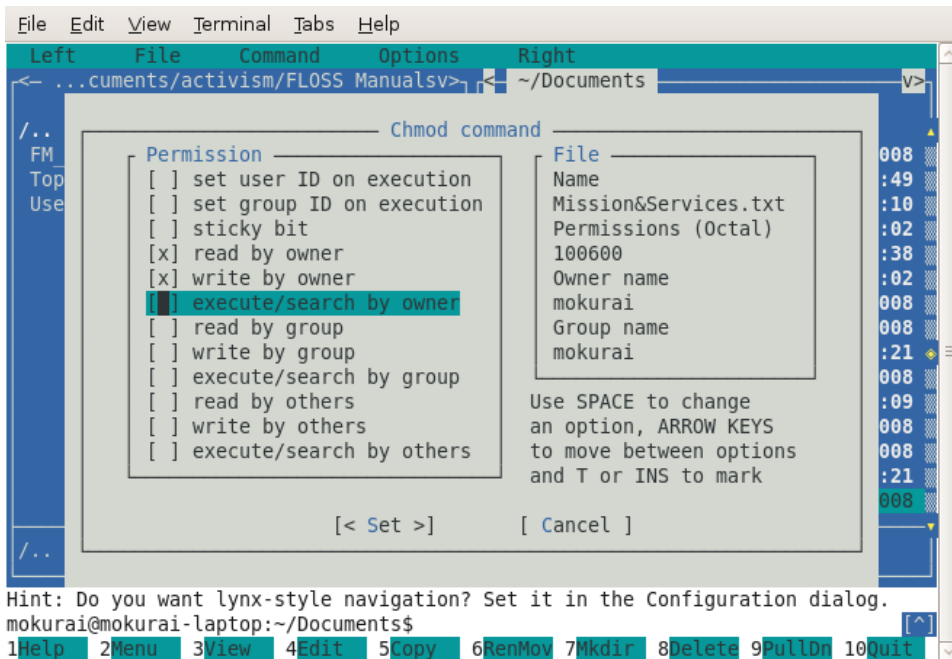 File Edit View Terminal Tabs Help
Left File Command Options Right
<— ...cuments/activism/FLOSS Manualsv> < ~/Documents v>
Chmod command
/..
Permission File
FM_ 008
[ ] set user ID on execution Name
Top :49
[ ] set group ID on execution Mission&Services.txt
Use :10
[ ] sticky bit Permissions (Octal) :02
[x] read by owner 100600 :38
[x] write by owner Owner name :02
[ ] execute/search by owner mokurai 008
[ ] read by group Group name 008
[ ] write by group mokurai :21
[ ] execute/search by group 008
[ ] read by others Use SPACE to change :09
[ ] write by others an option, ARROW KEYS 008
[ ] execute/search by others to move between options 008
and T or INS to mark :21
008
[< Set >] [ Cancel ]
/..
Hint: Do you want lynx-style navigation? Set it in the Configuration dialog.
mokurai@mokurai-laptop:~/Documents$ [^]
1Help 2Menu 3View 4Edit 5Copy 6RenMov 7Mkdir 8Delete 9PullDn 10Quit